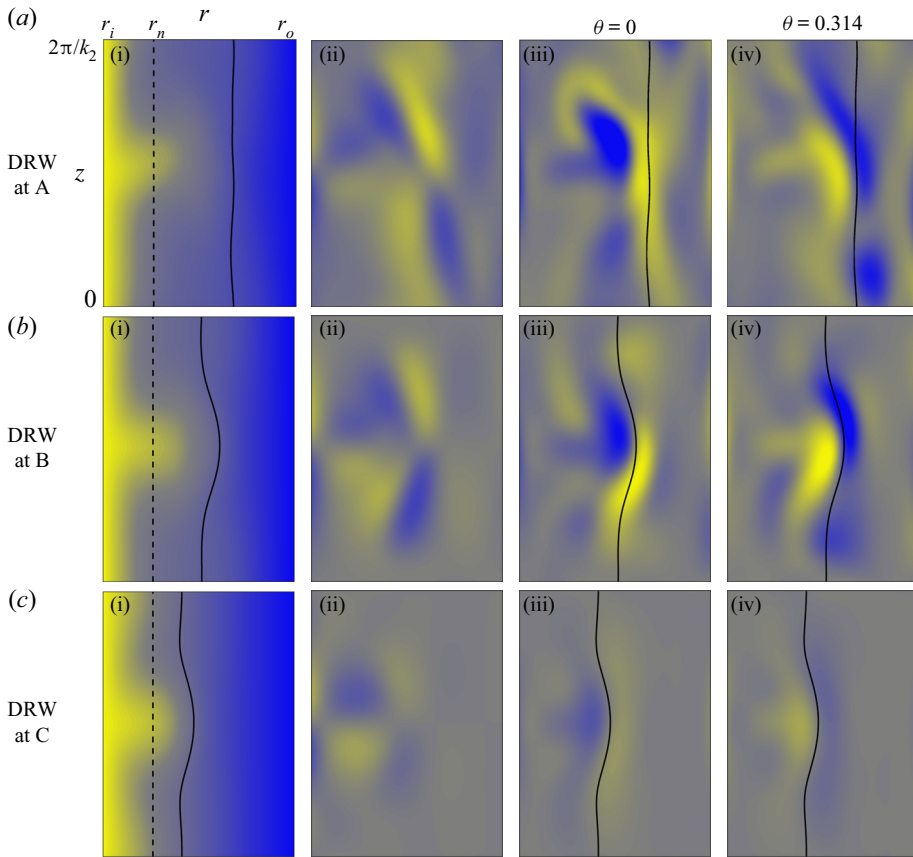 (a) r_i r_n r r_o θ = 0 θ = 0.314
2π/k_2 (i) (ii) (iii) (iv)
DRW
at A
z
0
(b) (i) (ii) (iii) (iv)
DRW
at B
(c) (i) (ii) (iii) (iv)
DRW
at C